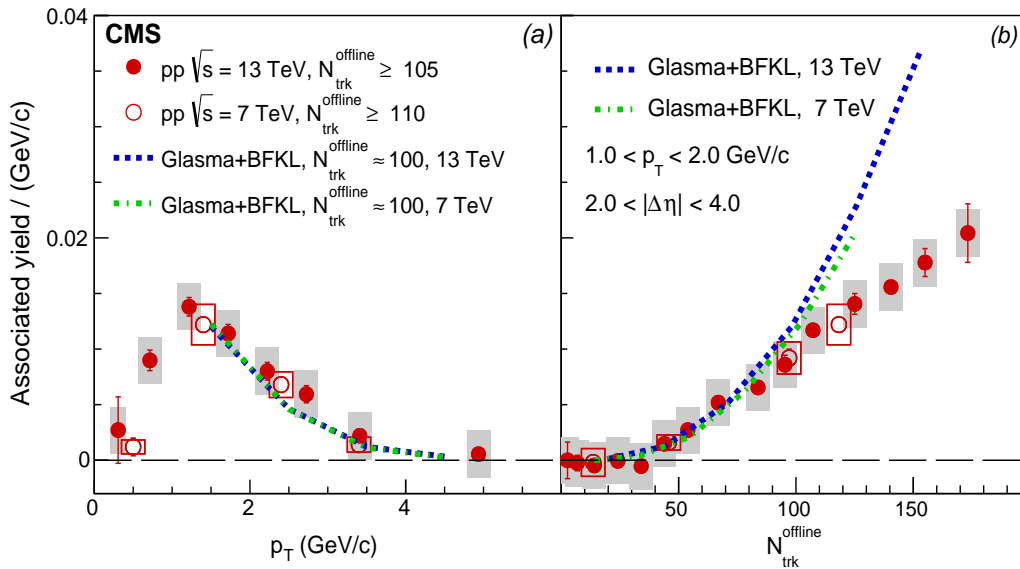 CMS (a)
pp √s = 13 TeV, N_trk^offline ≥ 105
pp √s = 7 TeV, N_trk^offline ≥ 110
Glasma+BFKL, N_trk^offline ≈ 100, 13 TeV
Glasma+BFKL, N_trk^offline ≈ 100, 7 TeV
(b)
Glasma+BFKL, 13 TeV
Glasma+BFKL, 7 TeV
1.0 < p_T < 2.0 GeV/c
2.0 < |Δη| < 4.0
Associated yield / (GeV/c)
0.04
0.02
0
0 2 4
p_T (GeV/c)
50 100 150
N_trk^offline